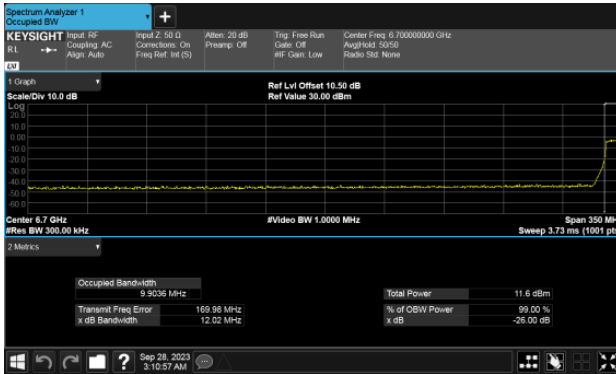 Spectrum Analyzer 1
Occupied BW
KEYSIGHT Input: RF Input Z: 50 Ω Atten: 20 dB Trig: Free Run Center Freq: 6.700000000 GHz
RL Coupling: AC Corrections: On Preamp: Off Gate: Off Avg|Hold: 50/50
Align: Auto Freq Ref: Int (S) #IF Gain: Low Radio Std: None
LXI
1 Graph
Ref Lvl Offset 10.50 dB
Scale/Div 10.0 dB Ref Value 30.00 dBm
Log
20.0
10.0
0.00
-10.0
-20.0
-30.0
-40.0
-50.0
-60.0
Center 6.7 GHz #Video BW 1.0000 MHz Span 350 MH
#Res BW 300.00 kHz Sweep 3.73 ms (1001 pts
2 Metrics
Occupied Bandwidth
9.9036 MHz
Total Power 11.6 dBm
Transmit Freq Error 169.98 MHz % of OBW Power 99.00 %
x dB Bandwidth 12.02 MHz x dB -26.00 dB
Sep 28, 2023
3:10:57 AM